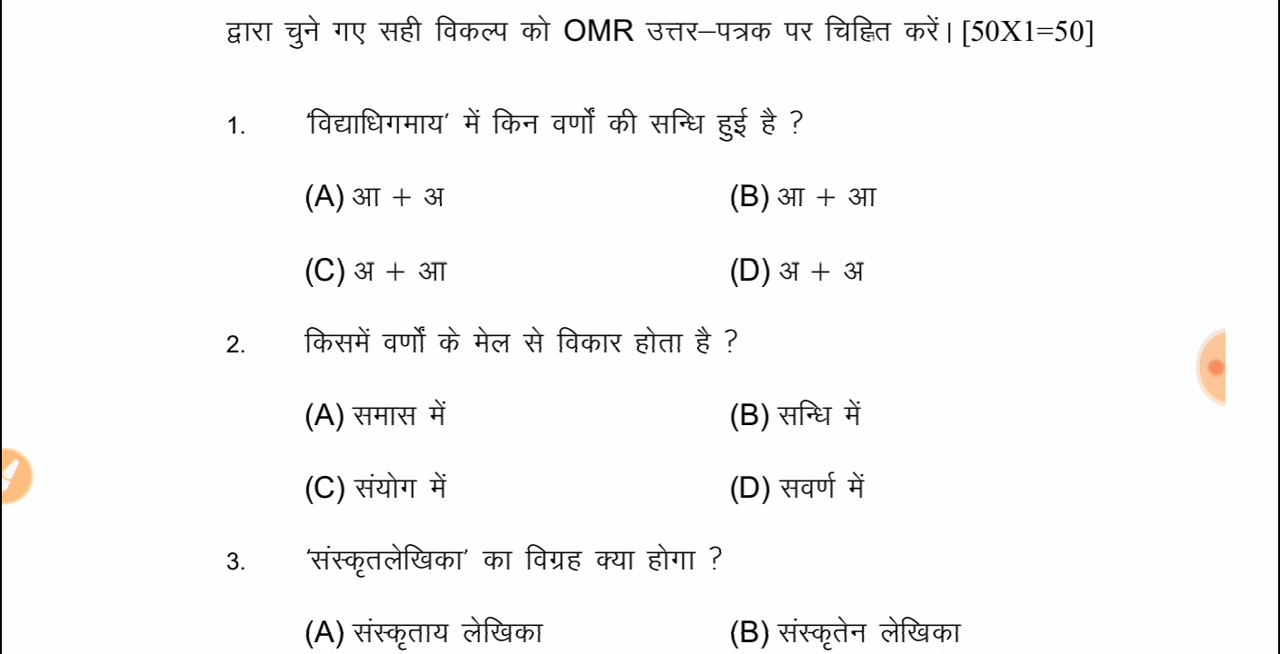 द्वारा चुने गए सही विकल्प को OMR उत्तर–पत्रक पर चिह्नित करें। [50X1=50]
1. 'विद्याधिगमाय' में किन वर्णों की सन्धि हुई है ?
(A) आ + अ (B) आ + आ
(C) अ + आ (D) अ + अ
2. किसमें वर्णों के मेल से विकार होता है ?
(A) समास में (B) सन्धि में
(C) संयोग में (D) सवर्ण में
3. 'संस्कृतलेखिका' का विग्रह क्या होगा ?
(A) संस्कृताय लेखिका (B) संस्कृतेन लेखिका